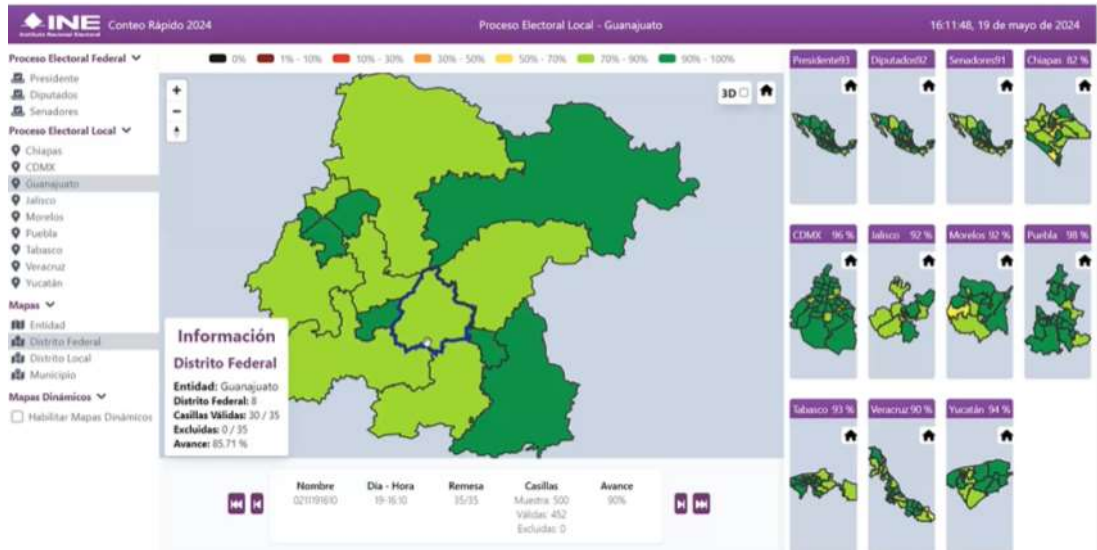 INE
Instituto Nacional Electoral
Conteo Rápido 2024
Proceso Electoral Local - Guanajuato
16:11:48, 19 de mayo de 2024
Proceso Electoral Federal
Presidente
Diputados
Senadores
Proceso Electoral Local
Chiapas
CDMX
Guanajuato
Jalisco
Morelos
Puebla
Tabasco
Veracruz
Yucatán
Mapas
Entidad
Distrito Federal
Distrito Local
Municipio
Mapas Dinámicos
Habilitar Mapas Dinámicos
0% 1% - 10% 10% - 30% 30% - 50% 50% - 70% 70% - 90% 90% - 100%
+
−
3D
Información
Distrito Federal
Entidad: Guanajuato
Distrito Federal: 8
Casillas Válidas: 30 / 35
Excluidas: 0 / 35
Avance: 85.71 %
Nombre Día - Hora Remesa Casillas Avance
0211191610 19-16:10 35/35 Muestra: 500 90%
Válidas: 452
Excluidas: 0
Presidente93 Diputados92 Senadores91 Chiapas 82 %
CDMX 96 % Jalisco 92 % Morelos 92 % Puebla 98 %
Tabasco 93 % Veracruz 90 % Yucatán 94 %